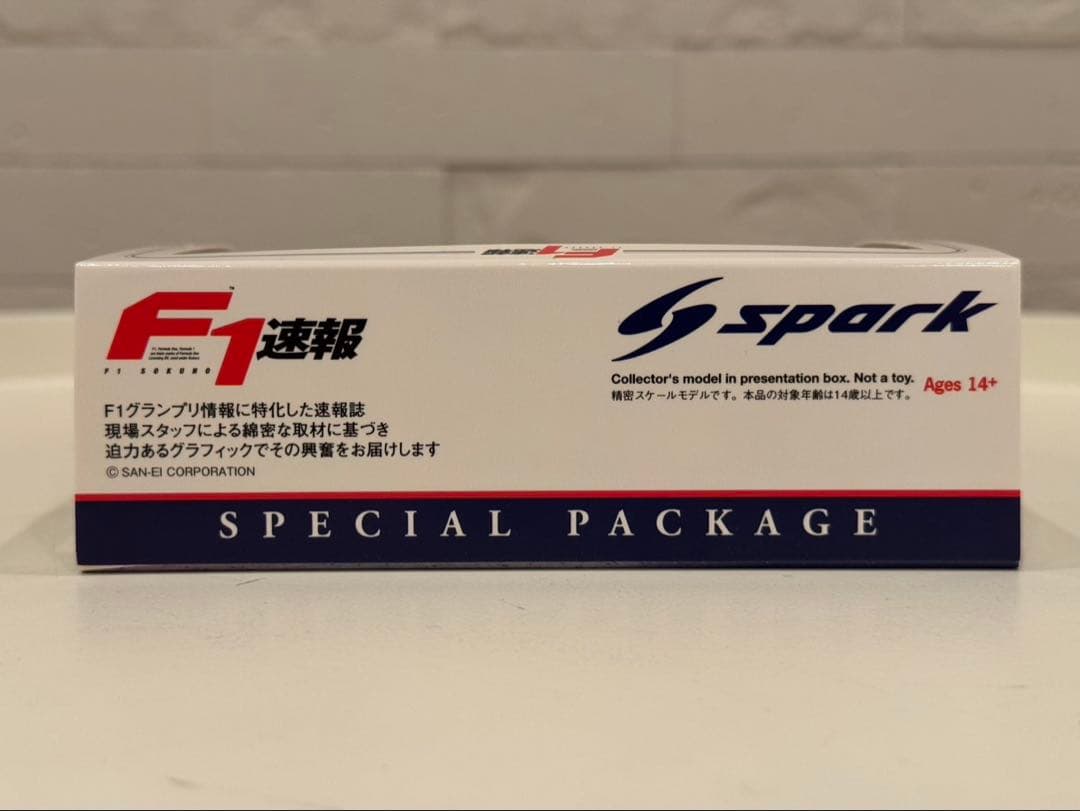 F1速報
F1 SOKUHO
F1グランプリ情報に特化した速報誌
現場スタッフによる綿密な取材に基づき
迫力あるグラフィックでその興奮をお届けします
© SAN-EI CORPORATION
spark
Collector's model in presentation box. Not a toy.
精密スケールモデルです。本品の対象年齢は14歳以上です。
Ages 14+
SPECIAL PACKAGE